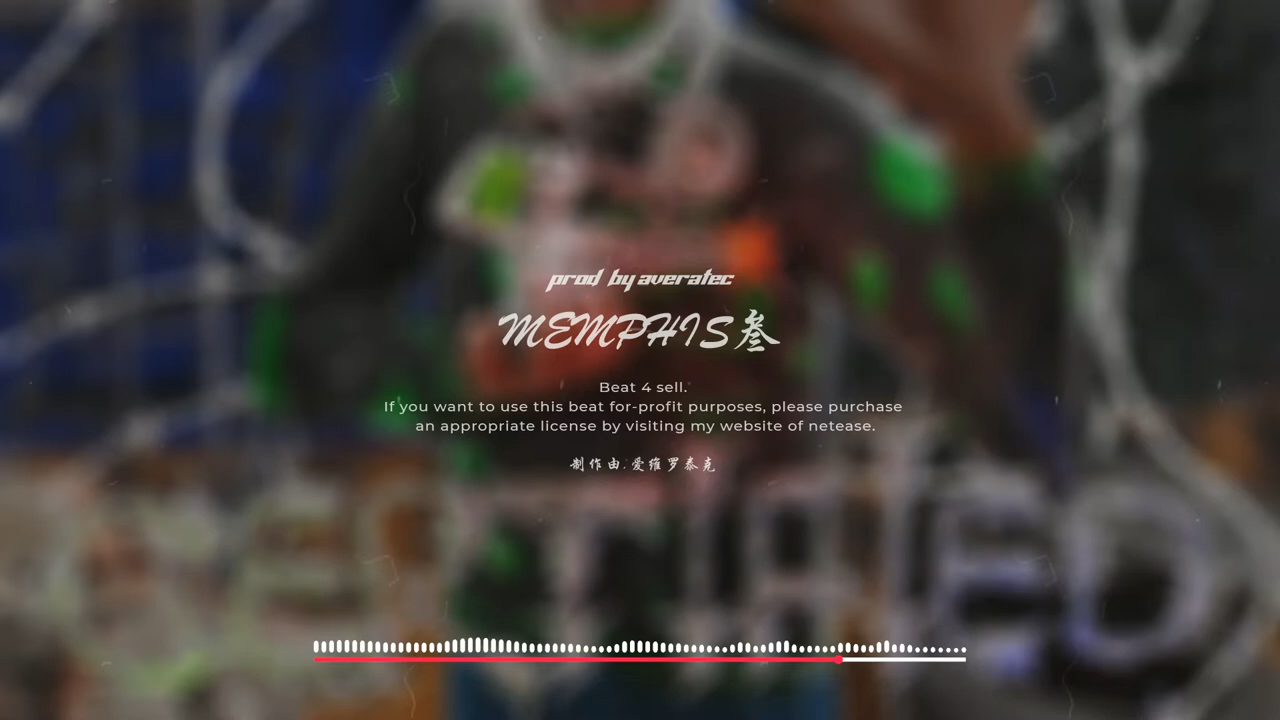 prod by averatec
MEMPHIS叁
Beat 4 sell.
If you want to use this beat for-profit purposes, please purchase
an appropriate license by visiting my website of netease.
制作由.爱维罗泰克